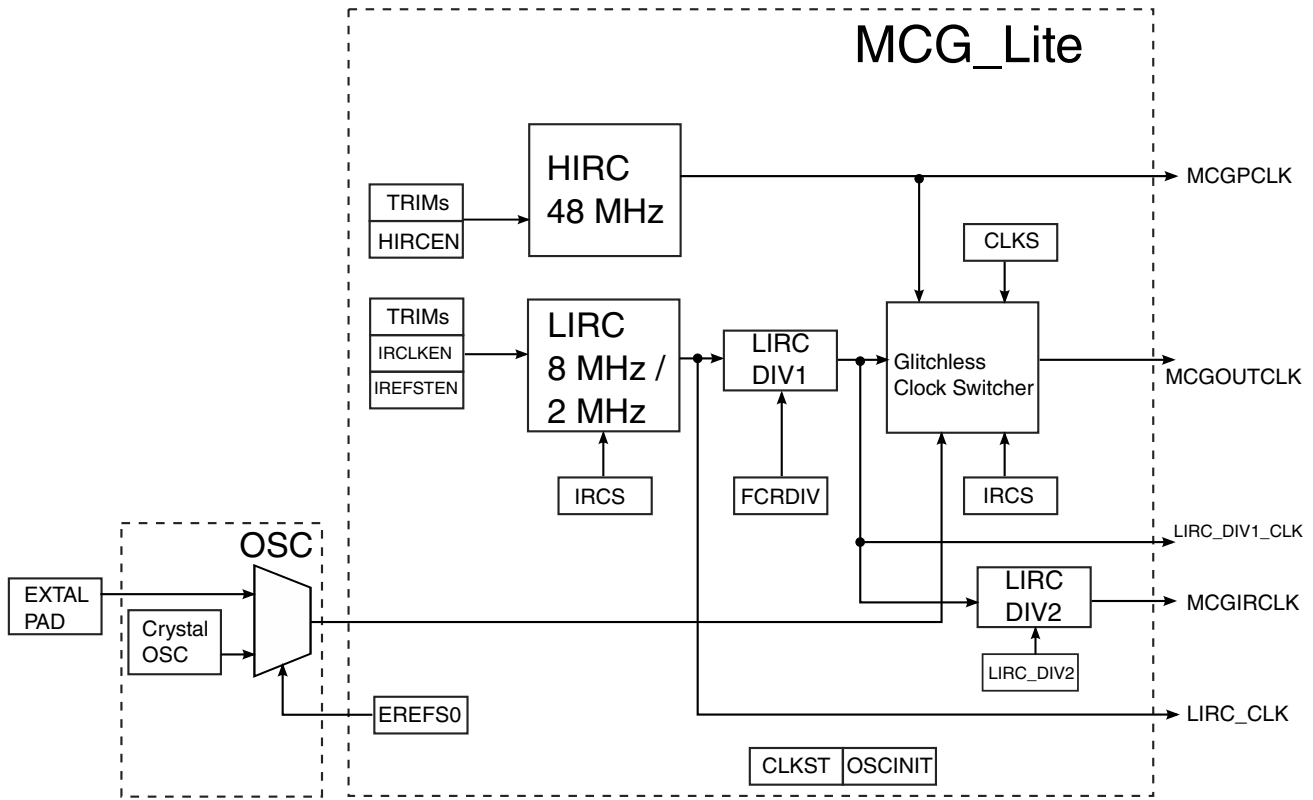 MCG_Lite
HIRC
48 MHz
MCGPCLK
TRIMs
HIRCEN
CLKS
TRIMs
IRCLKEN
IREFSTEN
LIRC
8 MHz /
2 MHz
LIRC
DIV1
Glitchless
Clock Switcher
MCGOUTCLK
IRCS
FCRDIV
IRCS
OSC
LIRC_DIV1_CLK
EXTAL
PAD
Crystal
OSC
LIRC
DIV2
MCGIRCLK
LIRC_DIV2
EREFS0
LIRC_CLK
CLKST
OSCINIT